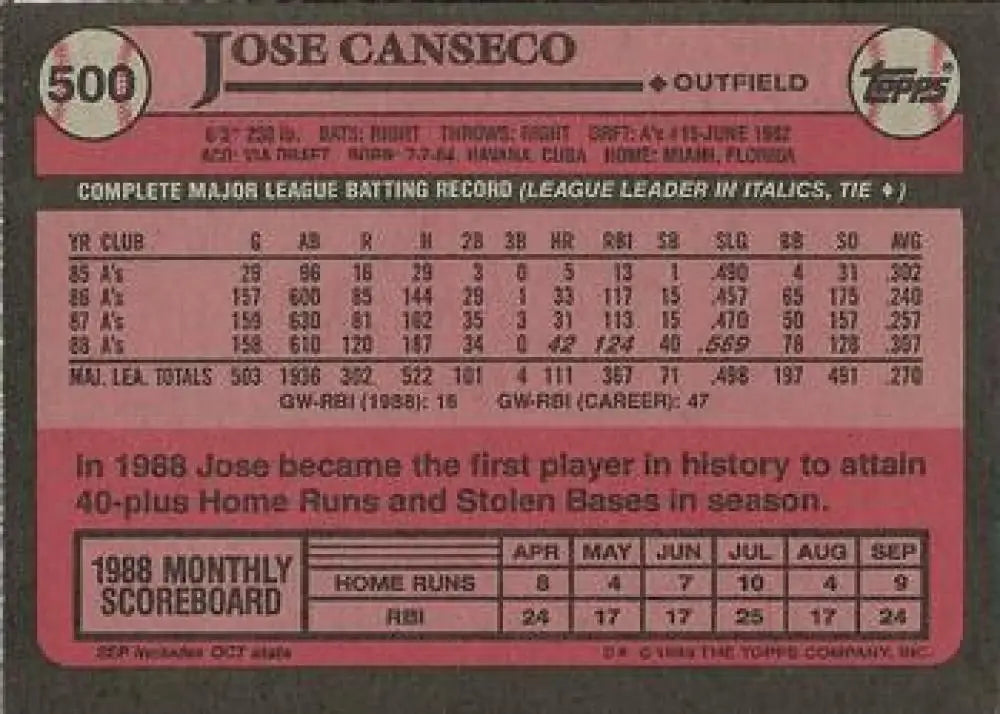 500
JOSE CANSECO
◆ OUTFIELD
TOPPS®
6'3" 230 lb. BATS: RIGHT THROWS: RIGHT DRFT: A's #15-JUNE 1982
ACQ: VIA DRAFT BORN: 7-2-64, HAVANA, CUBA HOME: MIAMI, FLORIDA
COMPLETE MAJOR LEAGUE BATTING RECORD (LEAGUE LEADER IN ITALICS, TIE ♦)
YR CLUB G AB R H 2B 3B HR RBI SB SLG BB SO AVG
85 A's 29 96 16 29 3 0 5 13 1 .490 4 31 .302
86 A's 157 600 85 144 29 1 33 117 15 .457 65 175 .240
87 A's 159 630 81 162 35 3 31 113 15 .470 50 157 .257
88 A's 158 610 120 187 34 0 42 124 40 .569 78 128 .307
MAJ. LEA. TOTALS 503 1936 302 522 101 4 111 367 71 .498 197 491 .270
GW-RBI (1988): 16 GW-RBI (CAREER): 47
In 1988 Jose became the first player in history to attain
40-plus Home Runs and Stolen Bases in season.
1988 MONTHLY
SCOREBOARD
APR MAY JUN JUL AUG SEP
HOME RUNS 8 4 7 10 4 9
RBI 24 17 17 25 17 24
SEP includes OCT stats
© 1989 THE TOPPS COMPANY, INC.